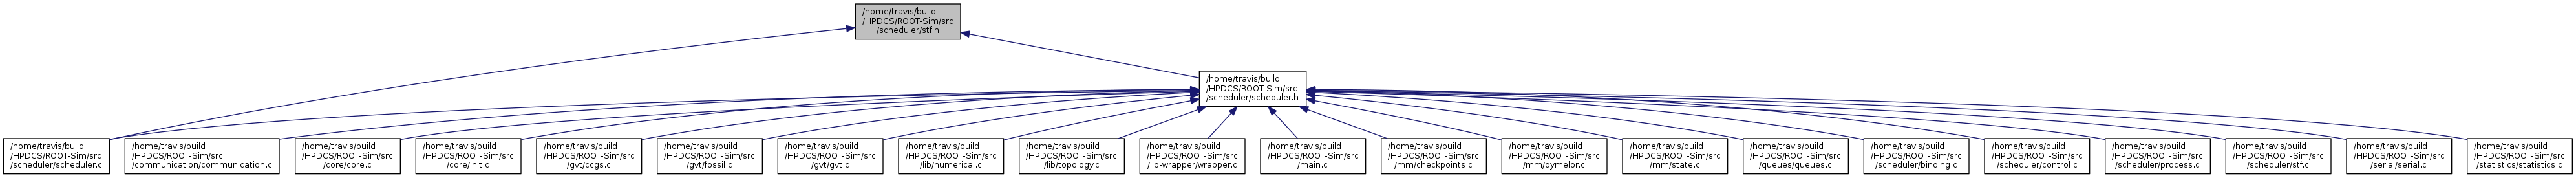 /home/travis/build
/HPDCS/ROOT-Sim/src
/scheduler/stf.h
/home/travis/build
/HPDCS/ROOT-Sim/src
/scheduler/scheduler.h
/home/travis/build
/HPDCS/ROOT-Sim/src
/scheduler/scheduler.c
/home/travis/build
/HPDCS/ROOT-Sim/src
/communication/communication.c
/home/travis/build
/HPDCS/ROOT-Sim/src
/core/core.c
/home/travis/build
/HPDCS/ROOT-Sim/src
/core/init.c
/home/travis/build
/HPDCS/ROOT-Sim/src
/gvt/ccgs.c
/home/travis/build
/HPDCS/ROOT-Sim/src
/gvt/fossil.c
/home/travis/build
/HPDCS/ROOT-Sim/src
/gvt/gvt.c
/home/travis/build
/HPDCS/ROOT-Sim/src
/lib/numerical.c
/home/travis/build
/HPDCS/ROOT-Sim/src
/lib/topology.c
/home/travis/build
/HPDCS/ROOT-Sim/src
/lib-wrapper/wrapper.c
/home/travis/build
/HPDCS/ROOT-Sim/src
/main.c
/home/travis/build
/HPDCS/ROOT-Sim/src
/mm/checkpoints.c
/home/travis/build
/HPDCS/ROOT-Sim/src
/mm/dymelor.c
/home/travis/build
/HPDCS/ROOT-Sim/src
/mm/state.c
/home/travis/build
/HPDCS/ROOT-Sim/src
/queues/queues.c
/home/travis/build
/HPDCS/ROOT-Sim/src
/scheduler/binding.c
/home/travis/build
/HPDCS/ROOT-Sim/src
/scheduler/control.c
/home/travis/build
/HPDCS/ROOT-Sim/src
/scheduler/process.c
/home/travis/build
/HPDCS/ROOT-Sim/src
/scheduler/stf.c
/home/travis/build
/HPDCS/ROOT-Sim/src
/serial/serial.c
/home/travis/build
/HPDCS/ROOT-Sim/src
/statistics/statistics.c